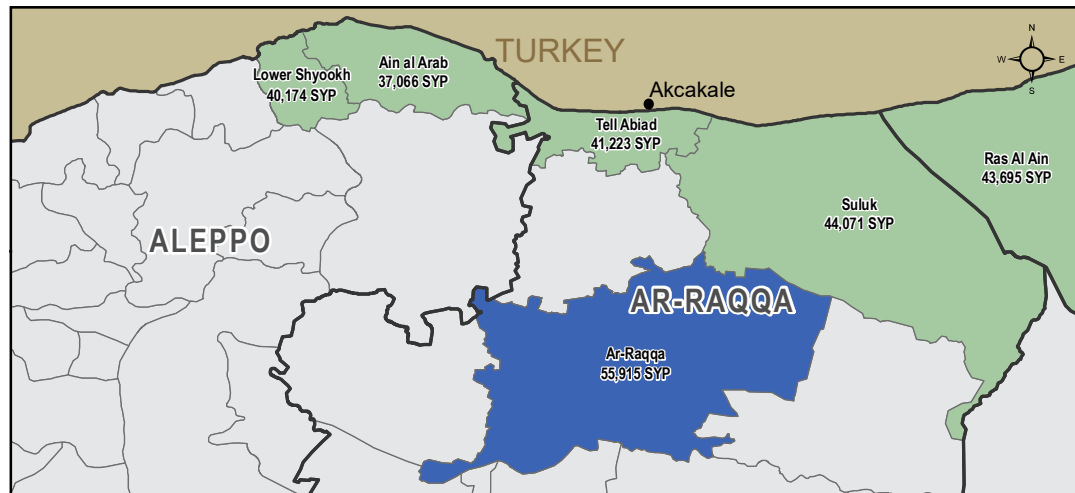 TURKEY
N
W E
S
Ain al Arab
37,066 SYP
Lower Shyookh
40,174 SYP
Akcakale
Tell Abiad
41,223 SYP
Ras Al Ain
43,695 SYP
Suluk
44,071 SYP
ALEPPO
AR-RAQQA
Ar-Raqqa
55,915 SYP